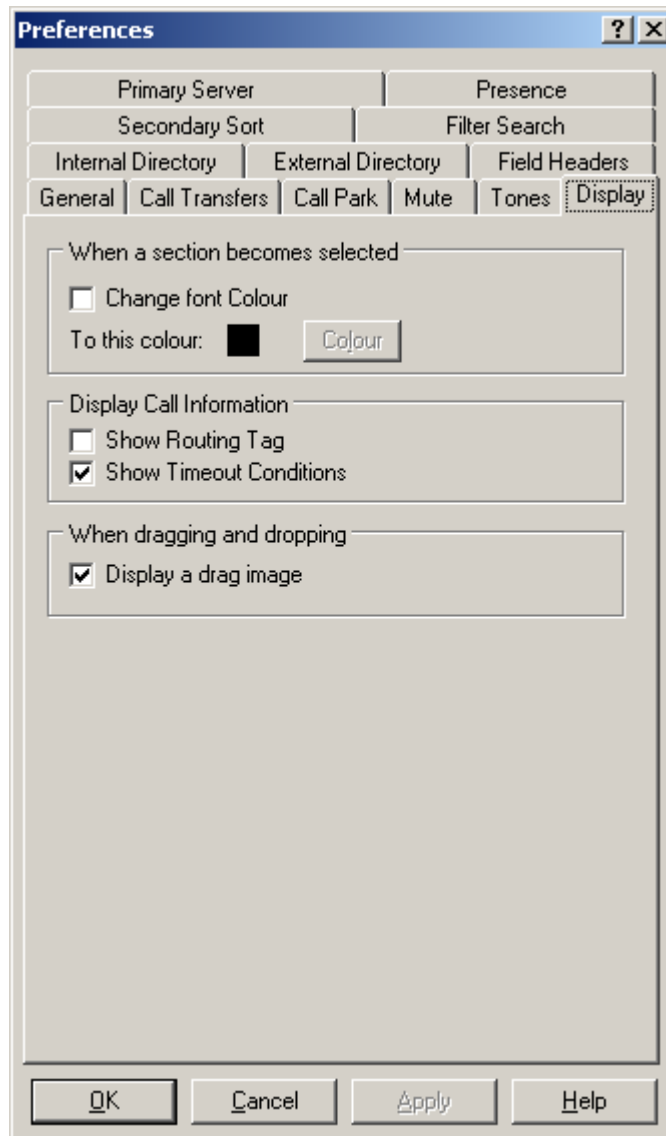 Preferences
Primary Server Presence
Secondary Sort Filter Search
Internal Directory External Directory Field Headers
General Call Transfers Call Park Mute Tones Display
When a section becomes selected
Change font Colour
To this colour: Colour
Display Call Information
Show Routing Tag
Show Timeout Conditions
When dragging and dropping
Display a drag image
OK Cancel Apply Help